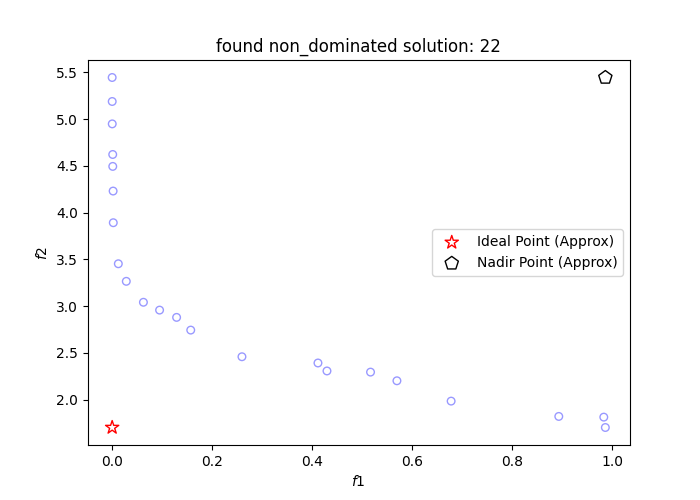 found non_dominated solution: 22
5.5
5.0
4.5
4.0
3.5
3.0
2.5
2.0
f2
Ideal Point (Approx)
Nadir Point (Approx)
0.0 0.2 0.4 0.6 0.8 1.0
f1